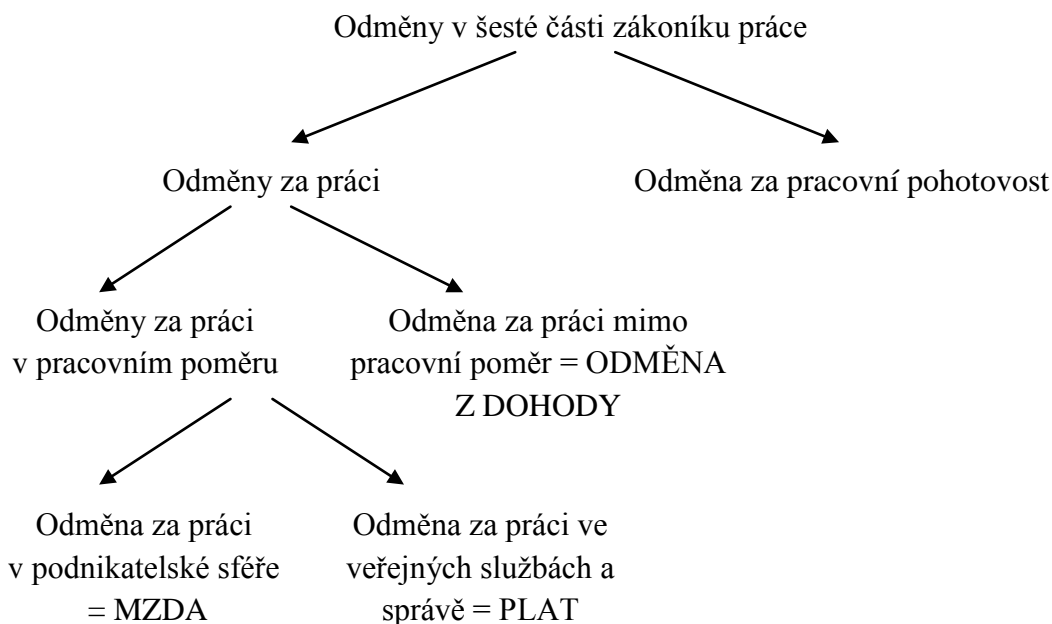 Odměny v šesté části zákoníku práce
Odměny za práci
Odměna za pracovní pohotovost
Odměny za práci
v pracovním poměru
Odměna za práci mimo
pracovní poměr = ODMĚNA
Z DOHODY
Odměna za práci
v podnikatelské sféře
= MZDA
Odměna za práci ve
veřejných službách a
správě = PLAT